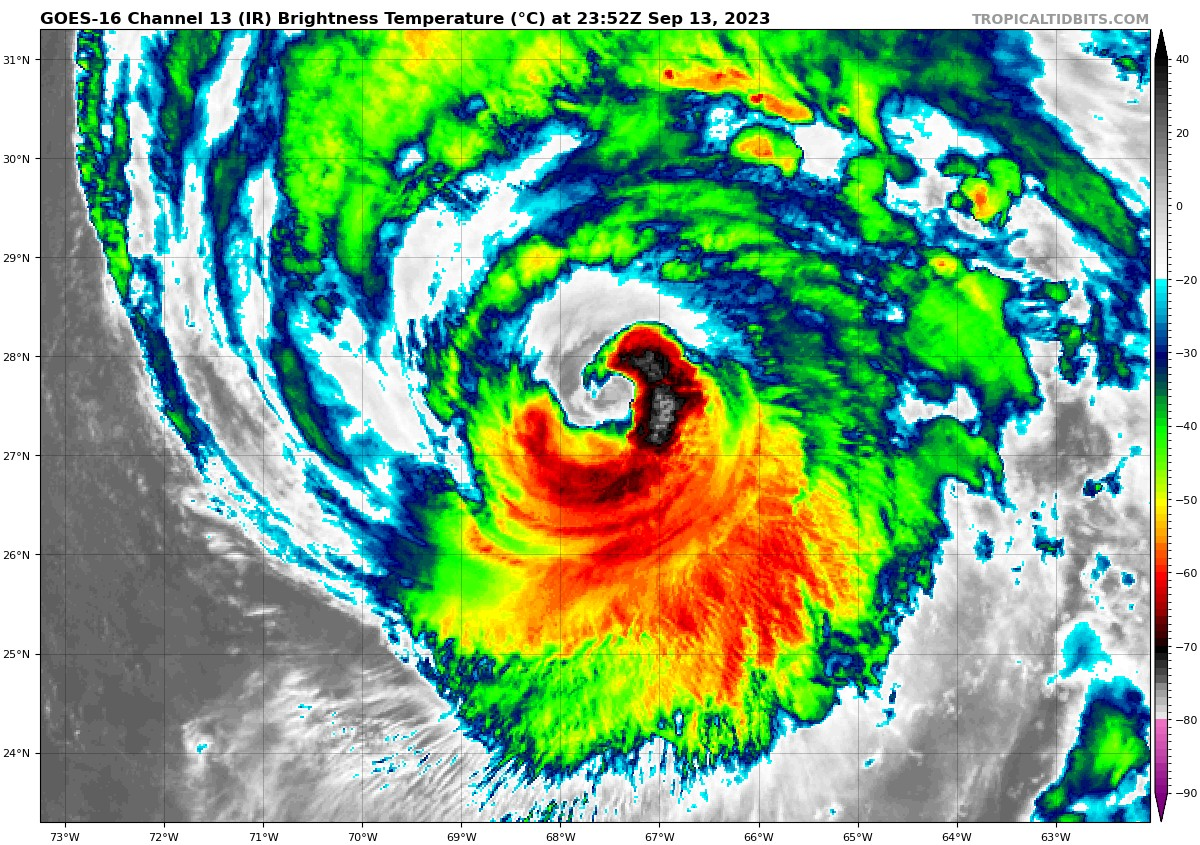 GOES-16 Channel 13 (IR) Brightness Temperature (°C) at 23:52Z Sep 13, 2023
TROPICALTIDBITS.COM
31°N
30°N
29°N
28°N
27°N
26°N
25°N
24°N
73°W 72°W 71°W 70°W 69°W 68°W 67°W 66°W 65°W 64°W 63°W
40
20
0
−20
−30
−40
−50
−60
−70
−80
−90